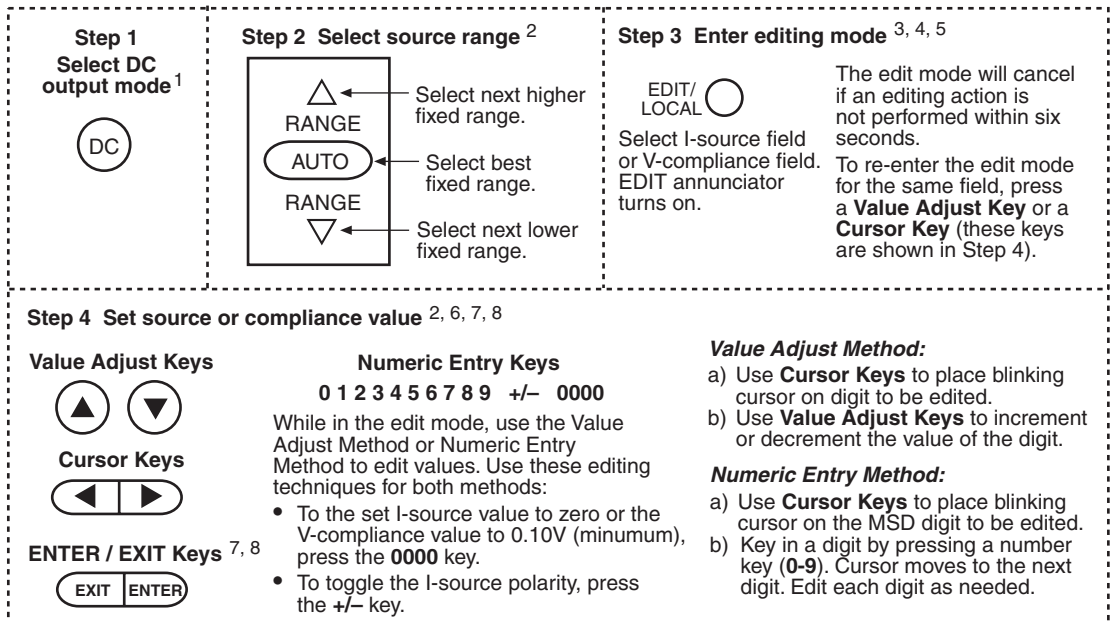 Step 1
Select DC
output mode 1
DC
Step 2 Select source range 2
Select next higher
fixed range.
RANGE
AUTO
Select best
fixed range.
RANGE
Select next lower
fixed range.
Step 3 Enter editing mode 3, 4, 5
EDIT/
LOCAL
Select I-source field
or V-compliance field.
EDIT annunciator
turns on.
The edit mode will cancel
if an editing action is
not performed within six
seconds.
To re-enter the edit mode
for the same field, press
a Value Adjust Key or a
Cursor Key (these keys
are shown in Step 4).
Step 4 Set source or compliance value 2, 6, 7, 8
Value Adjust Keys
Cursor Keys
ENTER / EXIT Keys 7, 8
EXIT ENTER
Numeric Entry Keys
0 1 2 3 4 5 6 7 8 9 +/– 0000
While in the edit mode, use the Value
Adjust Method or Numeric Entry
Method to edit values. Use these editing
techniques for both methods:
• To the set I-source value to zero or the
V-compliance value to 0.10V (minumum),
press the 0000 key.
• To toggle the I-source polarity, press
the +/– key.
Value Adjust Method:
a) Use Cursor Keys to place blinking
cursor on digit to be edited.
b) Use Value Adjust Keys to increment
or decrement the value of the digit.
Numeric Entry Method:
a) Use Cursor Keys to place blinking
cursor on the MSD digit to be edited.
b) Key in a digit by pressing a number
key (0-9). Cursor moves to the next
digit. Edit each digit as needed.